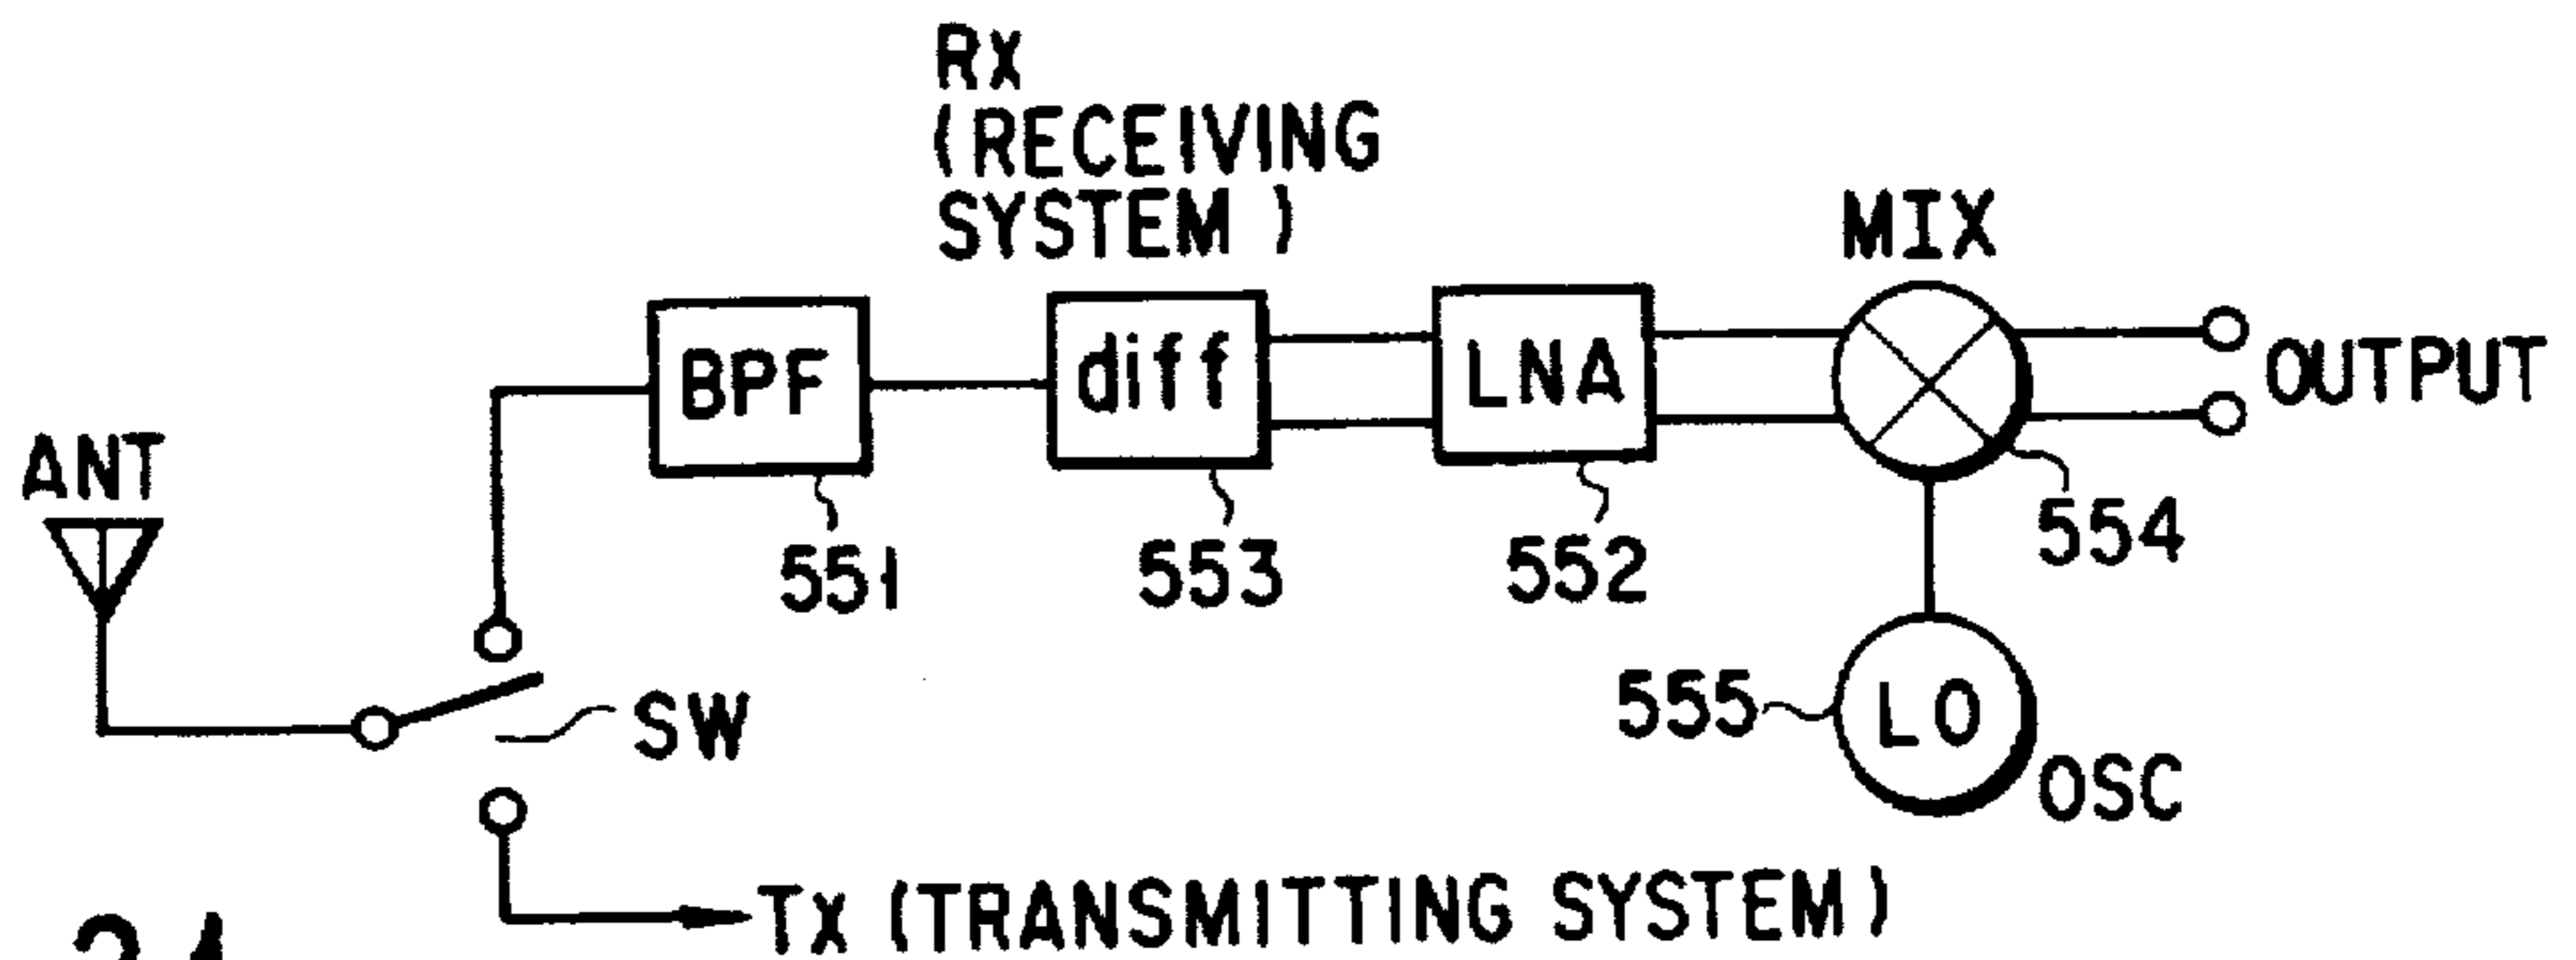 RX
(RECEIVING
SYSTEM)
MIX
BPF
diff
LNA
OUTPUT
ANT
551
553
552
554
SW
555
LO
OSC
TX (TRANSMITTING SYSTEM)